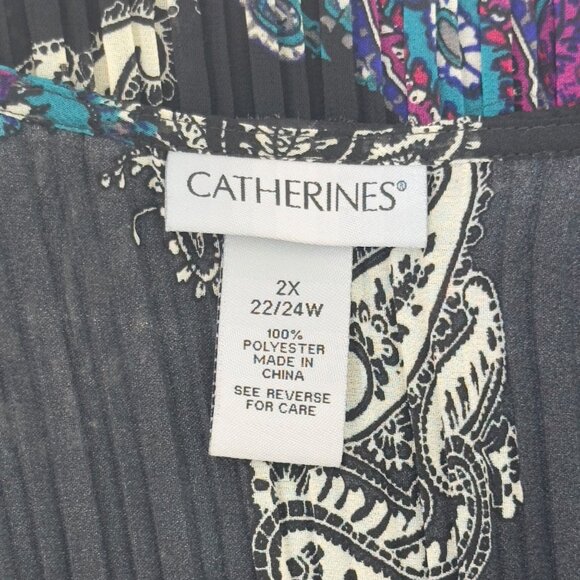 CATHERINES®
2X
22/24W
100%
POLYESTER
MADE IN
CHINA
SEE REVERSE
FOR CARE